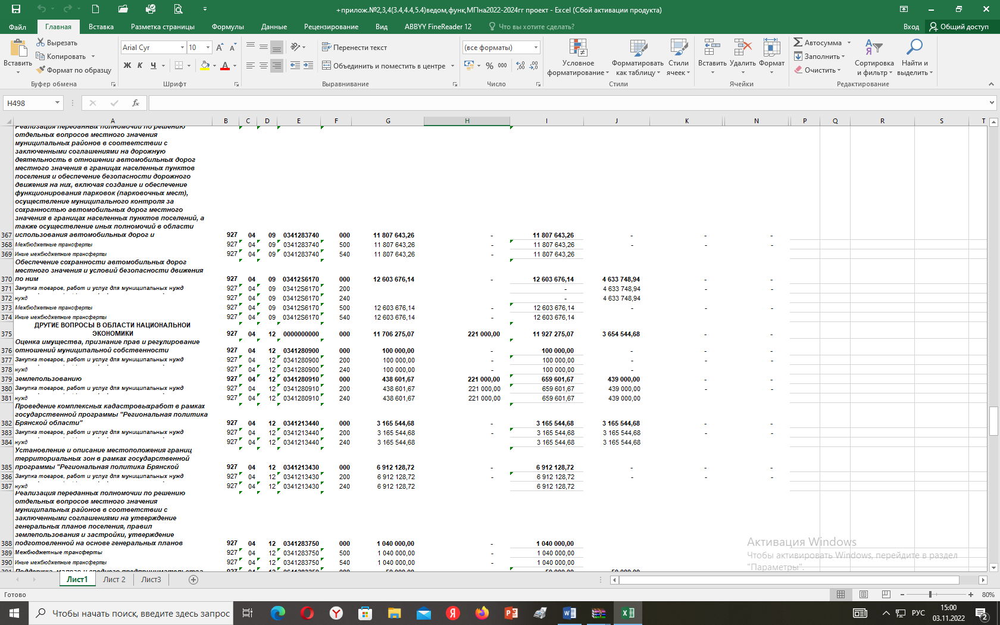 +прилож.№2,3,4(3.4,4.4,5.4)ведом,функ,МПна2022-2024гг проект - Excel (Сбой активации продукта)
Файл Главная Вставка Разметка страницы Формулы Данные Рецензирование Вид ABBYY FineReader 12 Что вы хотите сделать? Вход Общий доступ
Вставить Вырезать Копировать Формат по образцу
Arial Cyr 10 Ж К Ч
Перенести текст
Объединить и поместить в центре
(все форматы) % 000
Условное форматирование Форматировать как таблицу Стили ячеек
Вставить Удалить Формат
Автосумма Заполнить Очистить Сортировка и фильтр Найти и выделить
Буфер обмена Шрифт Выравнивание Число Стили Ячейки Редактирование
H498 fx
A B C D E F G H I J K N P Q R S T
Реализация переданных полномочий по решению
отдельных вопросов местного значения
муниципальных районов в соответствии с
заключенными соглашениями на дорожную
деятельность в отношении автомобильных дорог
местного значения в границах населенных пунктов
поселения и обеспечение безопасности дорожного
движения на них, включая создание и обеспечение
функционирования парковок (парковочных мест),
осуществление муниципального контроля за
сохранностью автомобильных дорог местного
значения в границах населенных пунктов поселений, а
также осуществление иных полномочий в области
367 использования автомобильных дорог и 927 04 09 0341283740 000 11 807 643,26 - 11 807 643,26 - - -
368 Межбюджетные трансферты 927 04 09 0341283740 500 11 807 643,26 - 11 807 643,26 - - -
369 Иные межбюджетные трансферты 927 04 09 0341283740 540 11 807 643,26 - 11 807 643,26
Обеспечение сохранности автомобильных дорог
местного значения и условий безопасности движения
370 по ним 927 04 09 03412S6170 000 12 603 676,14 - 12 603 676,14 4 633 748,94 - -
371 Закупка товаров, работ и услуг для муниципальных нужд 927 04 09 03412S6170 200 - 4 633 748,94 - -
372 нужд 927 04 09 03412S6170 240 - 4 633 748,94
373 Межбюджетные трансферты 927 04 09 03412S6170 500 12 603 676,14 - 12 603 676,14 - - -
374 Иные межбюджетные трансферты 927 04 09 03412S6170 540 12 603 676,14 - 12 603 676,14
ДРУГИЕ ВОПРОСЫ В ОБЛАСТИ НАЦИОНАЛЬНОЙ
375 ЭКОНОМИКИ 927 04 12 0000000000 000 11 706 275,07 221 000,00 11 927 275,07 3 654 544,68 - -
Оценка имущества, признание прав и регулирование
376 отношений муниципальной собственности 927 04 12 0341280900 000 100 000,00 - 100 000,00 - - -
377 Закупка товаров, работ и услуг для муниципальных нужд 927 04 12 0341280900 200 100 000,00 - 100 000,00 - - -
378 нужд 927 04 12 0341280900 240 100 000,00 - 100 000,00 -
379 землепользованию 927 04 12 0341280910 000 438 601,67 221 000,00 659 601,67 439 000,00 - -
380 Закупка товаров, работ и услуг для муниципальных нужд 927 04 12 0341280910 200 438 601,67 221 000,00 659 601,67 439 000,00 - -
381 нужд 927 04 12 0341280910 240 438 601,67 221 000,00 659 601,67 439 000,00
Проведение комплексных кадастровыхработ в рамках
государственной программы "Региональная политика
382 Брянской области" 927 04 12 0341213440 000 3 165 544,68 - 3 165 544,68 3 165 544,68 - -
383 Закупка товаров, работ и услуг для муниципальных нужд 927 04 12 0341213440 200 3 165 544,68 - 3 165 544,68 3 165 544,68 - -
384 нужд 927 04 12 0341213440 240 3 165 544,68 3 165 544,68 3 165 544,68
Установление и описание местоположения границ
территориальных зон в рамках государственной
385 программы "Региональная политика Брянской 927 04 12 0341213430 000 6 912 128,72 - 6 912 128,72 - - -
386 Закупка товаров, работ и услуг для муниципальных нужд 927 04 12 0341213430 200 6 912 128,72 - 6 912 128,72 - - -
387 нужд 927 04 12 0341213430 240 6 912 128,72 6 912 128,72
Реализация переданных полномочий по решению
отдельных вопросов местного значения
муниципальных районов в соответствии с
заключенными соглашениями на утверждение
генеральных планов поселения, правил
землепользования и застройки, утверждение
388 подготовленной на основе генеральных планов 927 04 12 0341283750 000 1 040 000,00 - 1 040 000,00
389 Межбюджетные трансферты 927 04 12 0341283750 500 1 040 000,00 - 1 040 000,00
390 Иные межбюджетные трансферты 927 04 12 0341283750 540 1 040 000,00 - 1 040 000,00
Активация Windows
Чтобы активировать Windows, перейдите в раздел
"Параметры".
Лист1 Лист 2 Лист3
Готово 80%
Чтобы начать поиск, введите здесь запрос РУС 15:00
03.11.2022 2